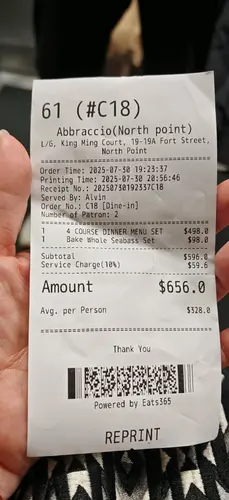 61 (#C18)
Abbraccio(North point)
L/G, King Ming Court, 19-19A Fort Street,
North Point
Order Time: 2025-07-30 19:23:37
Printing Time: 2025-07-30 20:56:46
Receipt No.: 20250730192337C18
Served By: Alvin
Order No.: C18 [Dine-in]
Number of Patron: 2
1 4 COURSE DINNER MENU SET $498.0
1 Bake Whole Seabass Set $98.0
Subtotal $596.0
Service Charge(10%) $59.6
Amount $656.0
Avg. per Person $328.0
Thank You
Powered by Eats365
REPRINT